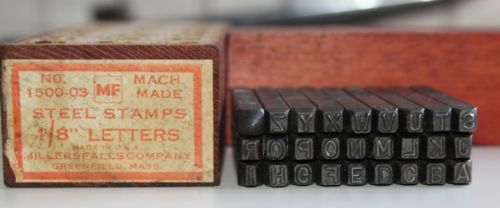 NO. MACH
1500-03 MF MADE
STEEL STAMPS
1/8" LETTERS
MADE IN U.S.A.
MILLERS FALLS COMPANY
GREENFIELD, MASS.
Z Y X W V U T S
R Q P O N M L K J
I H G F E D C B A